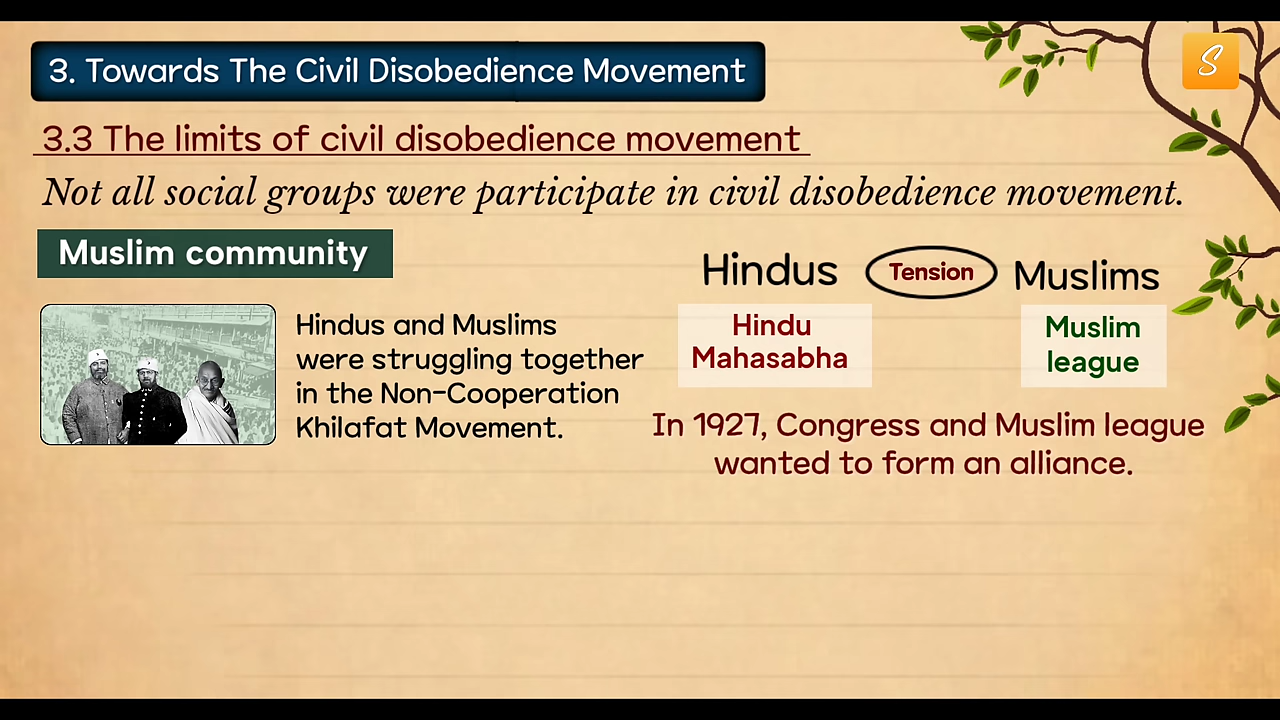 3. Towards The Civil Disobedience Movement
S
3.3 The limits of civil disobedience movement
Not all social groups were participate in civil disobedience movement.
Muslim community
Hindus and Muslims
were struggling together
in the Non-Cooperation
Khilafat Movement.
Hindus Tension Muslims
Hindu
Mahasabha
Muslim
league
In 1927, Congress and Muslim league
wanted to form an alliance.